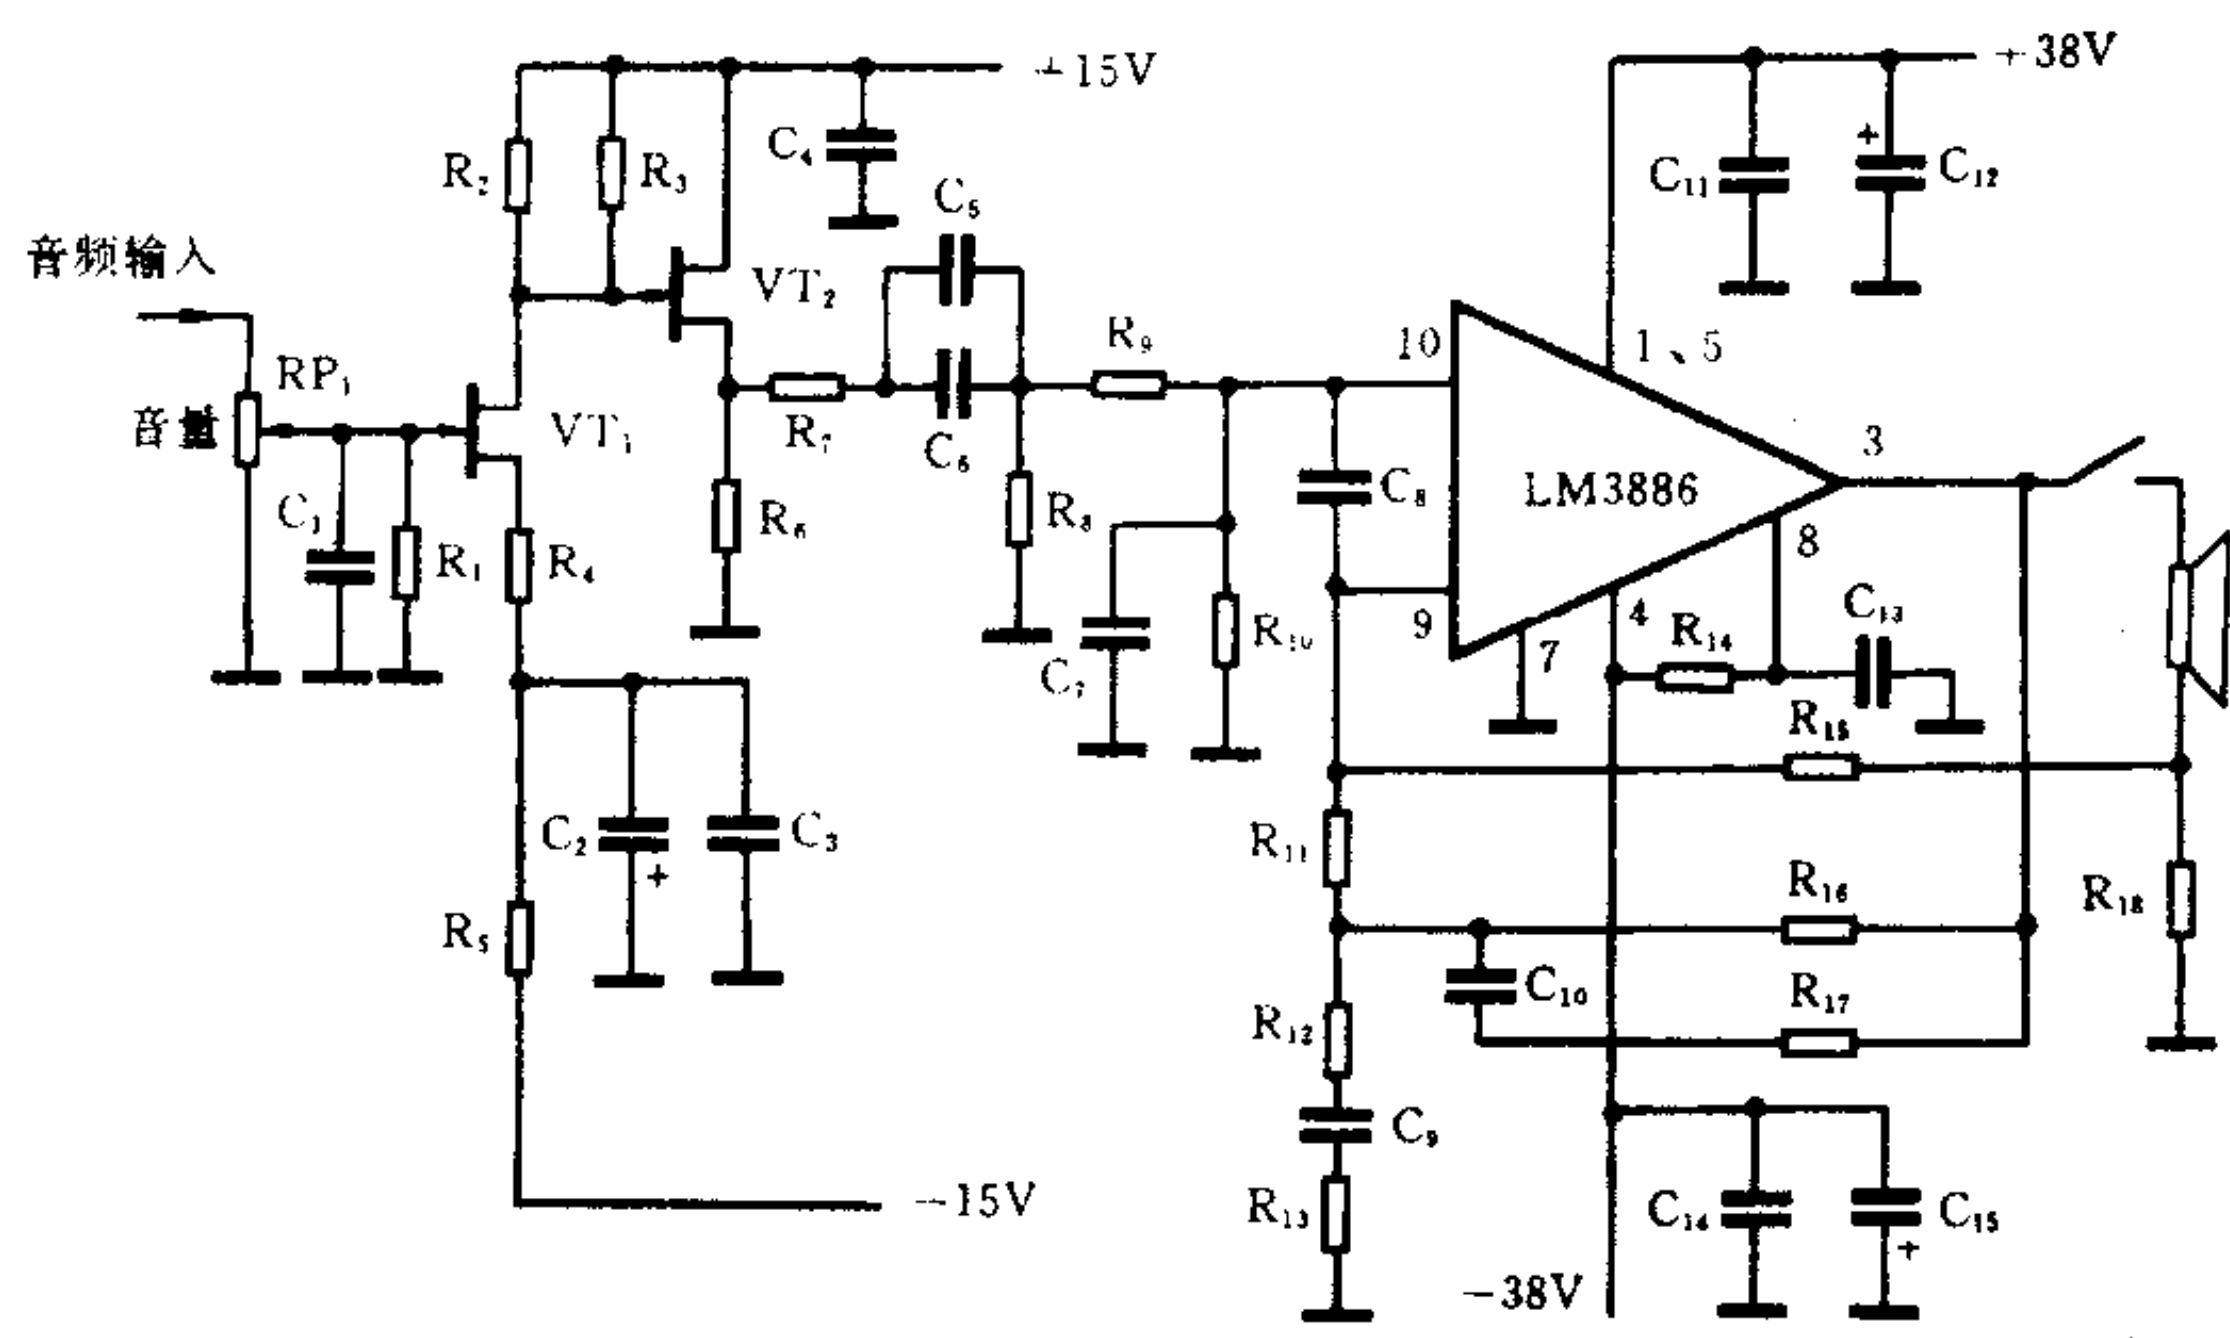 +15V
+38V
R₂
R₃
C₄
C₁₁
+
C₁₂
C₅
音频输入
VT₂
R₉
10
1、5
RP₁
音量
VT₁
R₇
C₆
3
C₁
R₁
R₄
R₆
R₈
C₈
LM3886
8
C₇
R₁₀
9
7
4
R₁₄
C₁₃
R₁₅
C₂
+
C₃
R₁₁
R₅
R₁₆
R₁₈
C₁₀
R₁₇
R₁₂
C₉
-15V
R₁₃
C₁₄
C₁₅
+
-38V